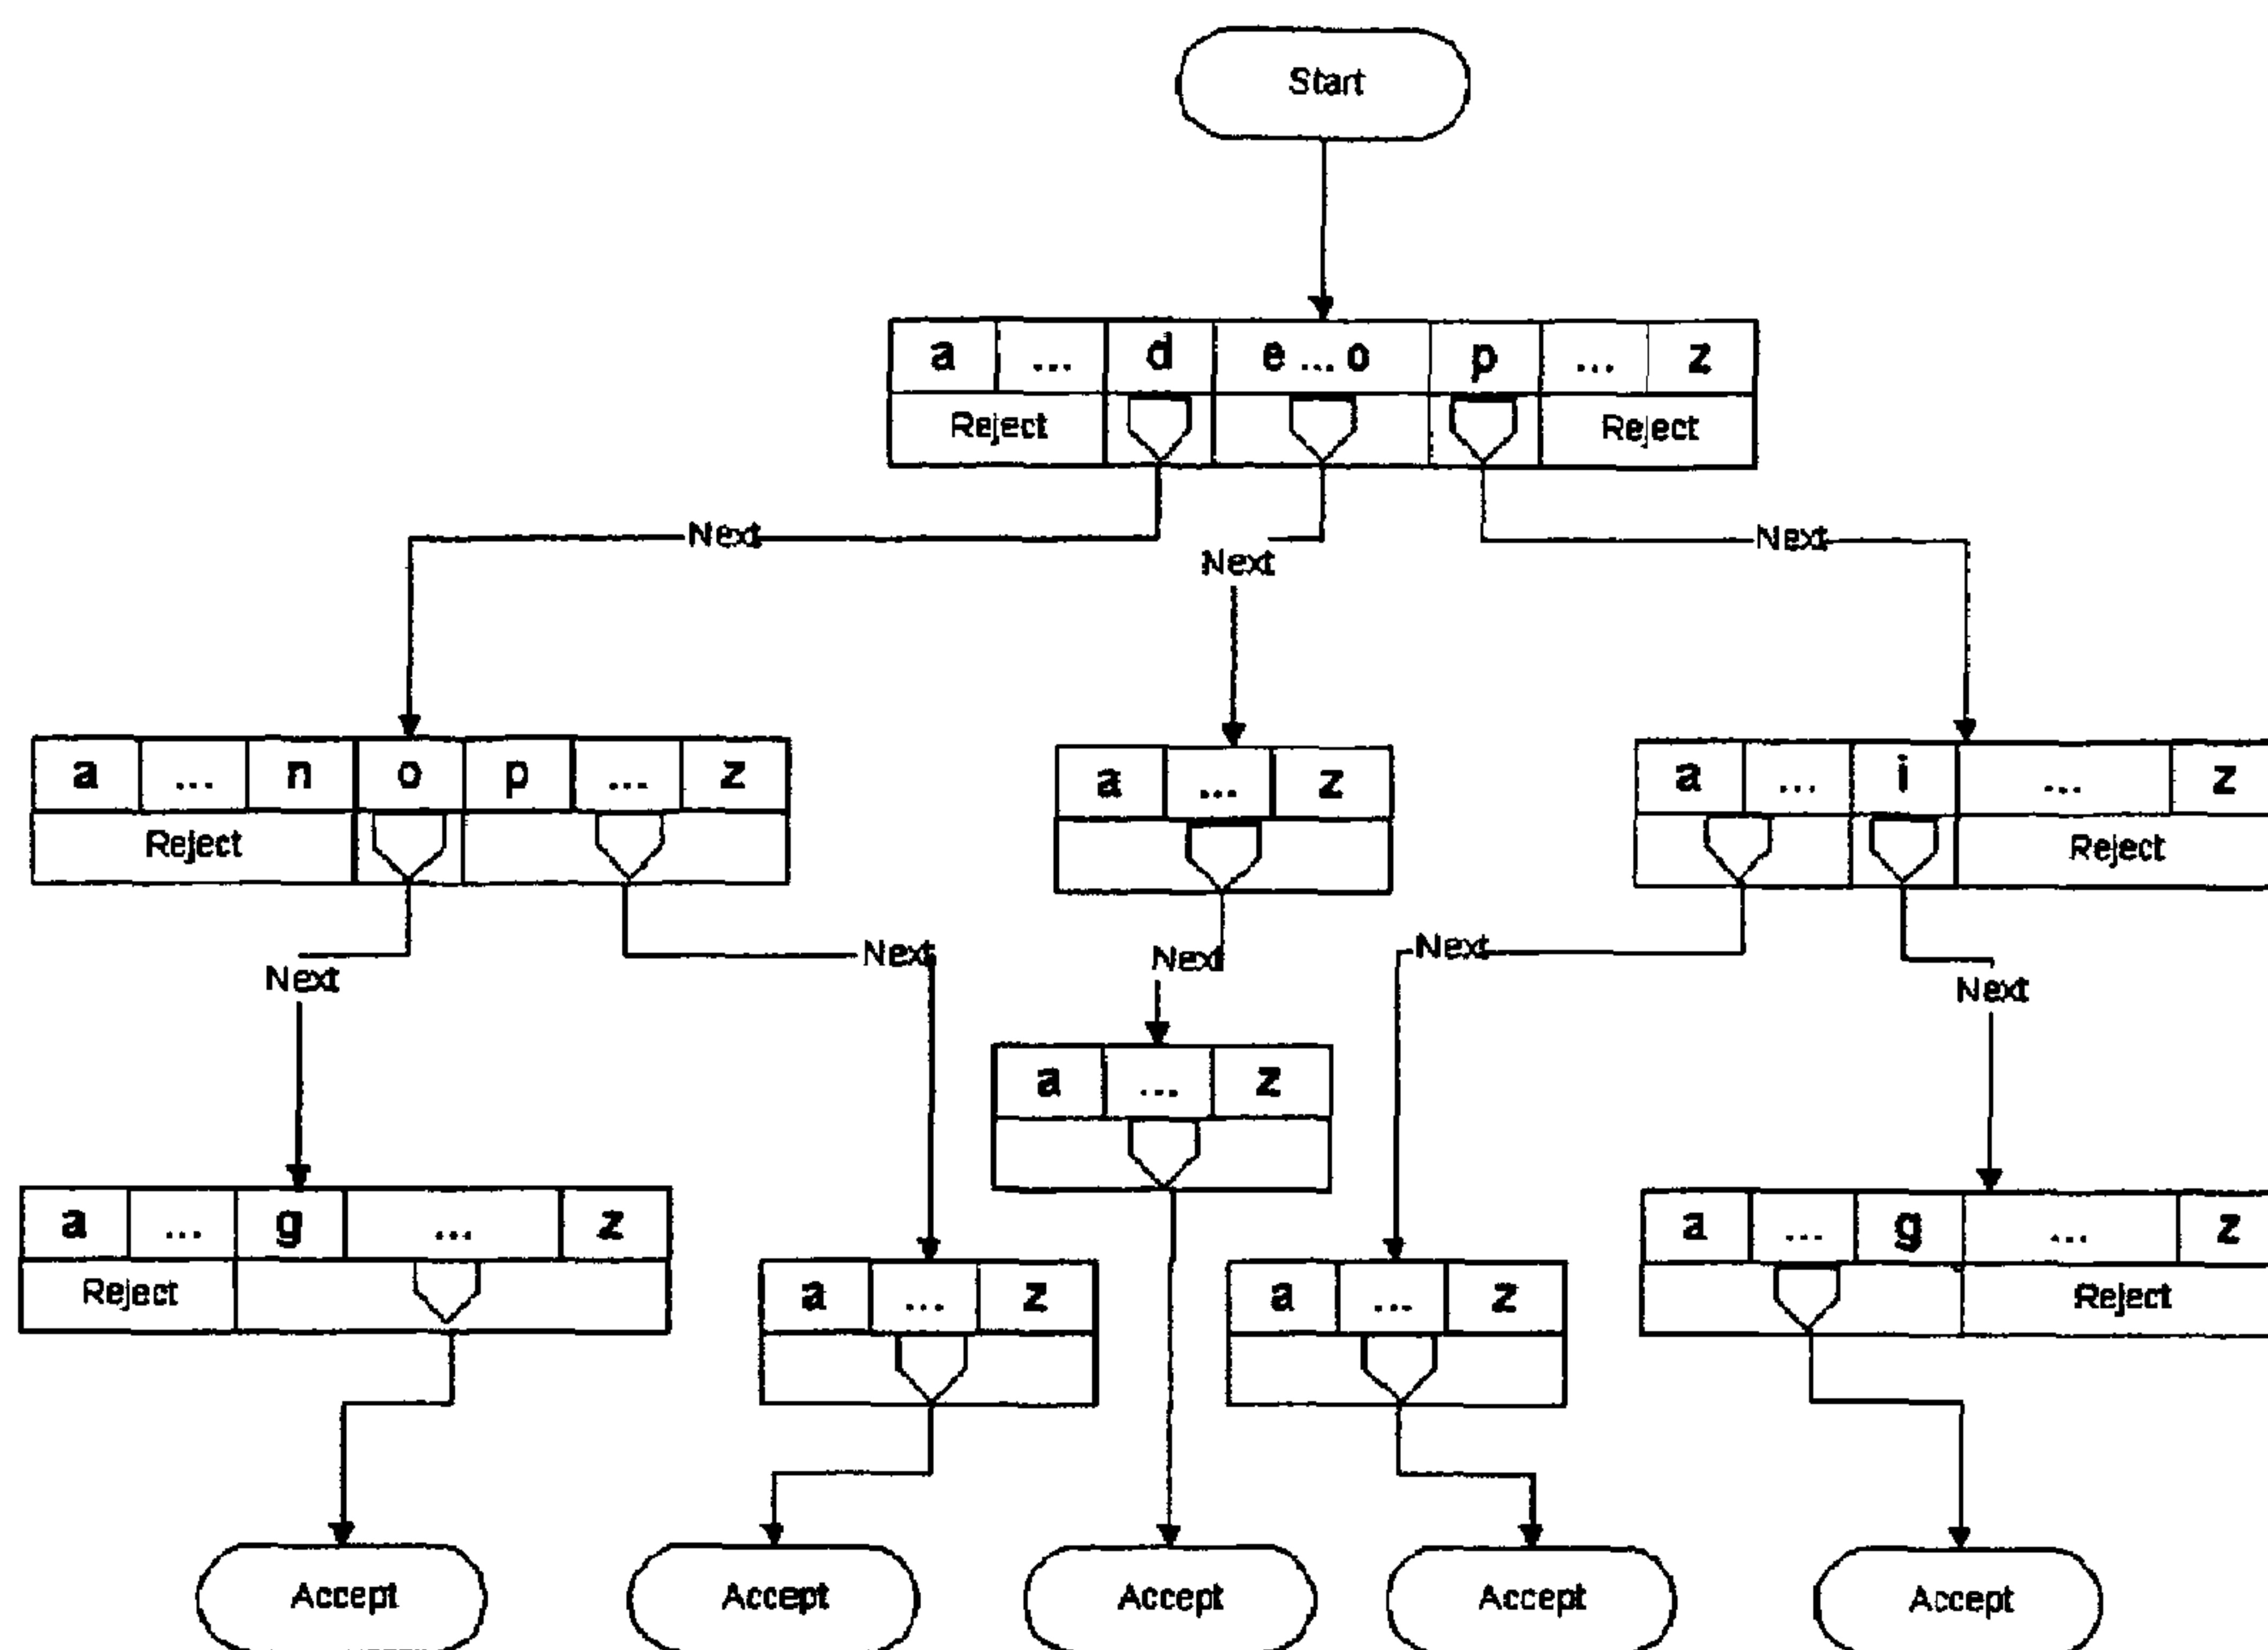 Start
a ... d e ... o p ... z
Reject Reject
Next Next Next
a ... n o p ... z
Reject
a ... z
a ... i ... z
Reject
Next Next Next Next Next
a ... z
a ... g ... z
Reject
a ... z
a ... z
a ... g ... z
Reject
Accept Accept Accept Accept Accept